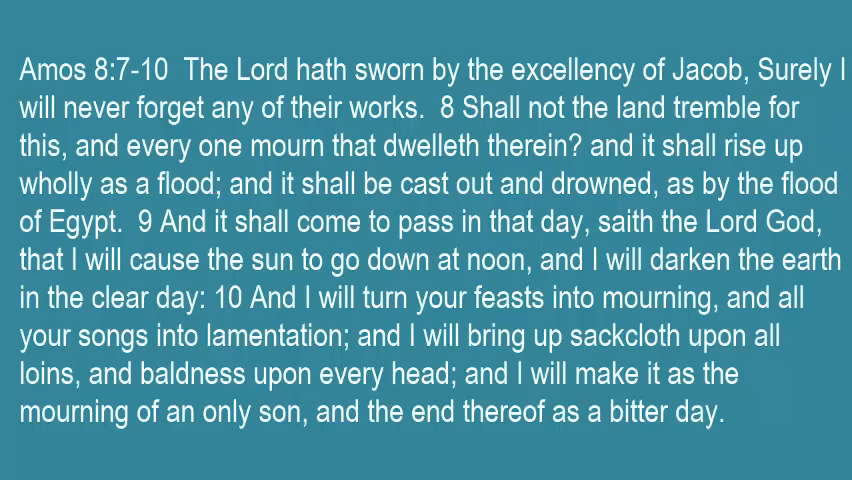 Amos 8:7-10  The Lord hath sworn by the excellency of Jacob, Surely I
will never forget any of their works.  8 Shall not the land tremble for
this, and every one mourn that dwelleth therein? and it shall rise up
wholly as a flood; and it shall be cast out and drowned, as by the flood
of Egypt.  9 And it shall come to pass in that day, saith the Lord God,
that I will cause the sun to go down at noon, and I will darken the earth
in the clear day: 10 And I will turn your feasts into mourning, and all
your songs into lamentation; and I will bring up sackcloth upon all
loins, and baldness upon every head; and I will make it as the
mourning of an only son, and the end thereof as a bitter day.